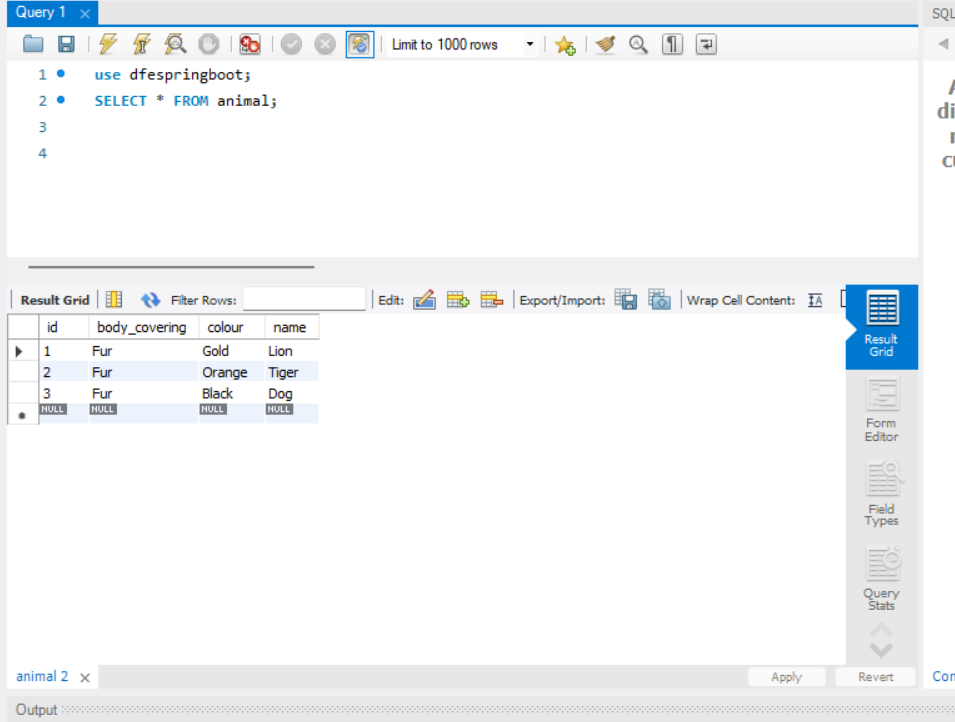 Query 1
SQL
Limit to 1000 rows
1 use dfespringboot;
2 SELECT * FROM animal;
3
4
Result Grid Filter Rows: Edit: Export/Import: Wrap Cell Content: IA
id body_covering colour name
1 Fur Gold Lion
2 Fur Orange Tiger
3 Fur Black Dog
NULL NULL NULL NULL
Result
Grid
Form
Editor
Field
Types
Query
Stats
animal 2 Apply Revert
Output